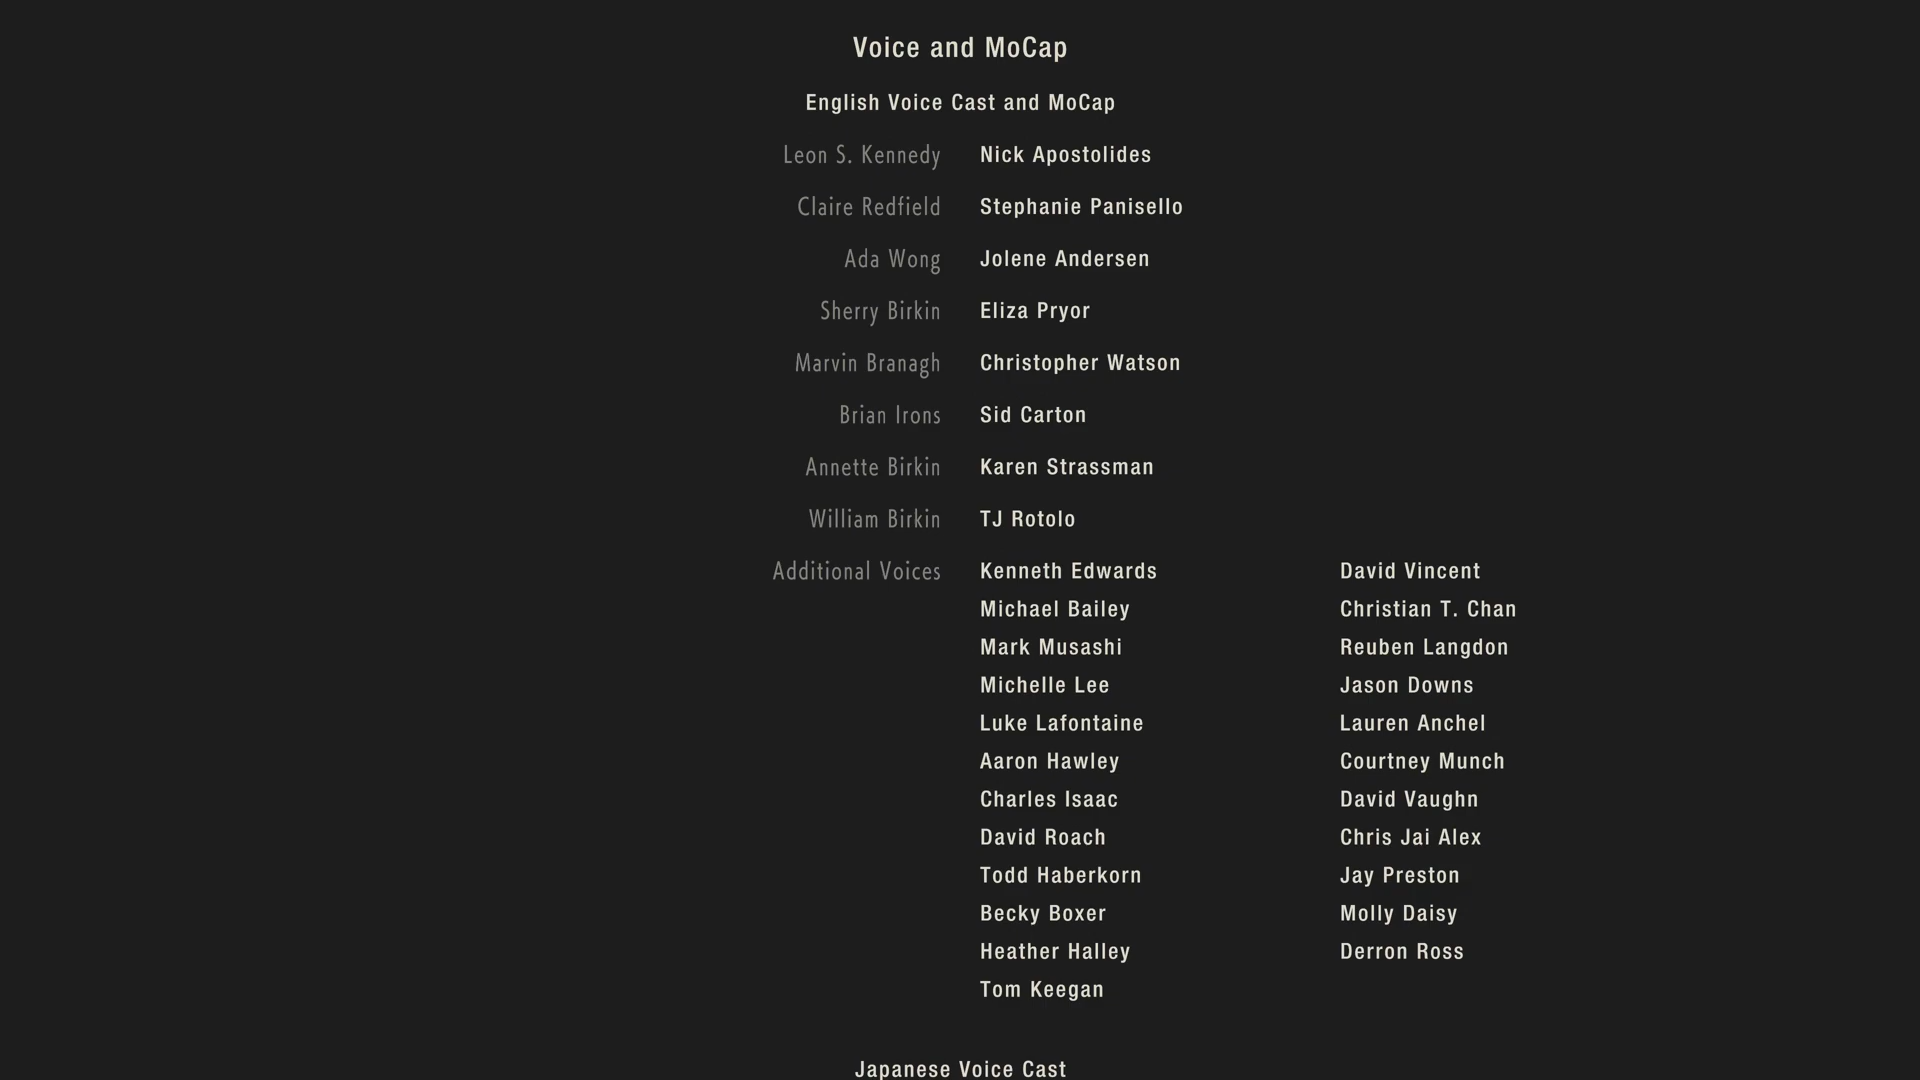 Voice and MoCap
English Voice Cast and MoCap
Leon S. Kennedy Nick Apostolides
Claire Redfield Stephanie Panisello
Ada Wong Jolene Andersen
Sherry Birkin Eliza Pryor
Marvin Branagh Christopher Watson
Brian Irons Sid Carton
Annette Birkin Karen Strassman
William Birkin TJ Rotolo
Additional Voices Kenneth Edwards David Vincent
Michael Bailey Christian T. Chan
Mark Musashi Reuben Langdon
Michelle Lee Jason Downs
Luke Lafontaine Lauren Anchel
Aaron Hawley Courtney Munch
Charles Isaac David Vaughn
David Roach Chris Jai Alex
Todd Haberkorn Jay Preston
Becky Boxer Molly Daisy
Heather Halley Derron Ross
Tom Keegan
Japanese Voice Cast